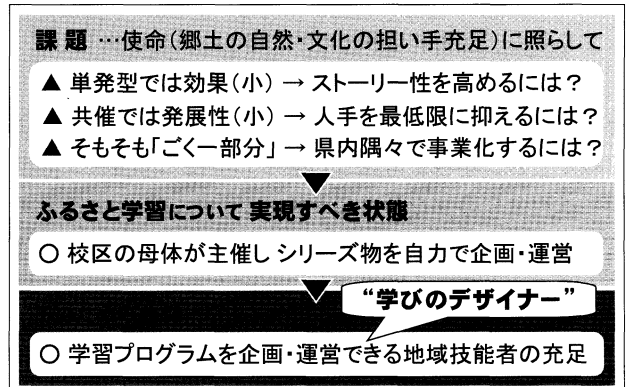 課題 …使命(郷土の自然・文化の担い手充足)に照らして
▲ 単発型では効果(小) → ストーリー性を高めるには?
▲ 共催では発展性(小) → 人手を最低限に抑えるには?
▲ そもそも「ごく一部分」 → 県内隅々で事業化するには?
ふるさと学習について 実現すべき状態
○ 校区の母体が主催し シリーズ物を自力で企画・運営
“学びのデザイナー”
○ 学習プログラムを企画・運営できる地域技能者の充足